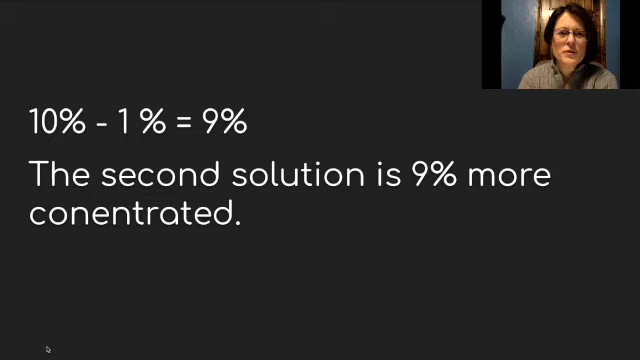 10% - 1 % = 9%
The second solution is 9% more
conentrated.